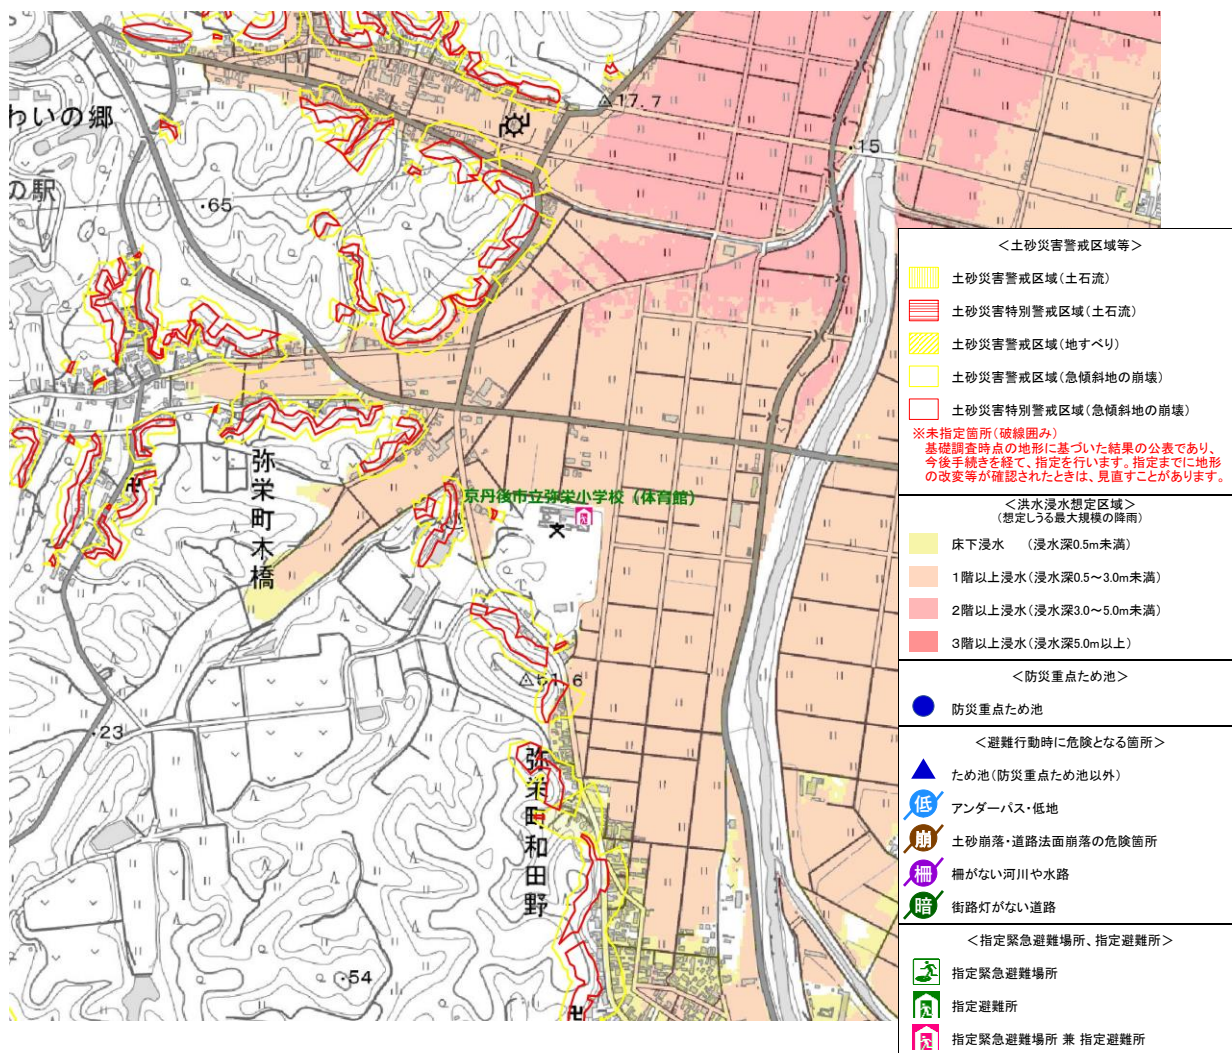 わいの郷
の駅
65
17.7
15
弥栄町木橋
京丹後市立弥栄小学校（体育館）
文
51.6
23
弥栄町和田野
54
＜土砂災害警戒区域等＞
土砂災害警戒区域（土石流）
土砂災害特別警戒区域（土石流）
土砂災害警戒区域（地すべり）
土砂災害警戒区域（急傾斜地の崩壊）
土砂災害特別警戒区域（急傾斜地の崩壊）
※未指定箇所（破線囲み）
基礎調査時点の地形に基づいた結果の公表であり、
今後手続きを経て、指定を行います。指定までに地形
の改変等が確認されたときは、見直すことがあります。
＜洪水浸水想定区域＞
（想定しうる最大規模の降雨）
床下浸水　（浸水深0.5m未満）
1階以上浸水（浸水深0.5～3.0m未満）
2階以上浸水（浸水深3.0～5.0m未満）
3階以上浸水（浸水深5.0m以上）
＜防災重点ため池＞
防災重点ため池
＜避難行動時に危険となる箇所＞
ため池（防災重点ため池以外）
低 アンダーパス・低地
崩 土砂崩落・道路法面崩落の危険箇所
柵 柵がない河川や水路
暗 街路灯がない道路
＜指定緊急避難場所、指定避難所＞
指定緊急避難場所
指定避難所
指定緊急避難場所 兼 指定避難所